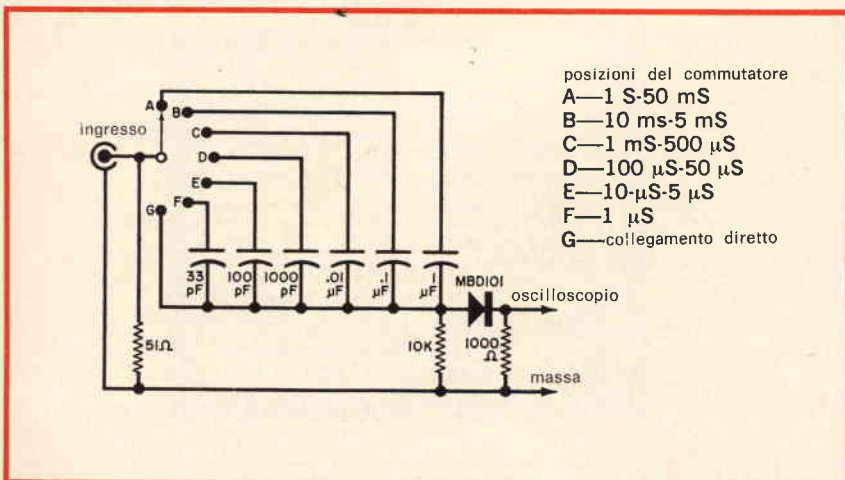 posizioni del commutatore
A—1 S-50 mS
B—10 ms-5 mS
C—1 mS-500 µS
D—100 µS-50 µS
E—10-µS-5 µS
F—1 µS
G—collegamento diretto
ingresso
A
B
C
D
E
F
G
33 pF
100 pF
1000 pF
.01 µF
.1 µF
1 µF
MBD101
oscilloscopio
51Ω
10K
1000 Ω
massa